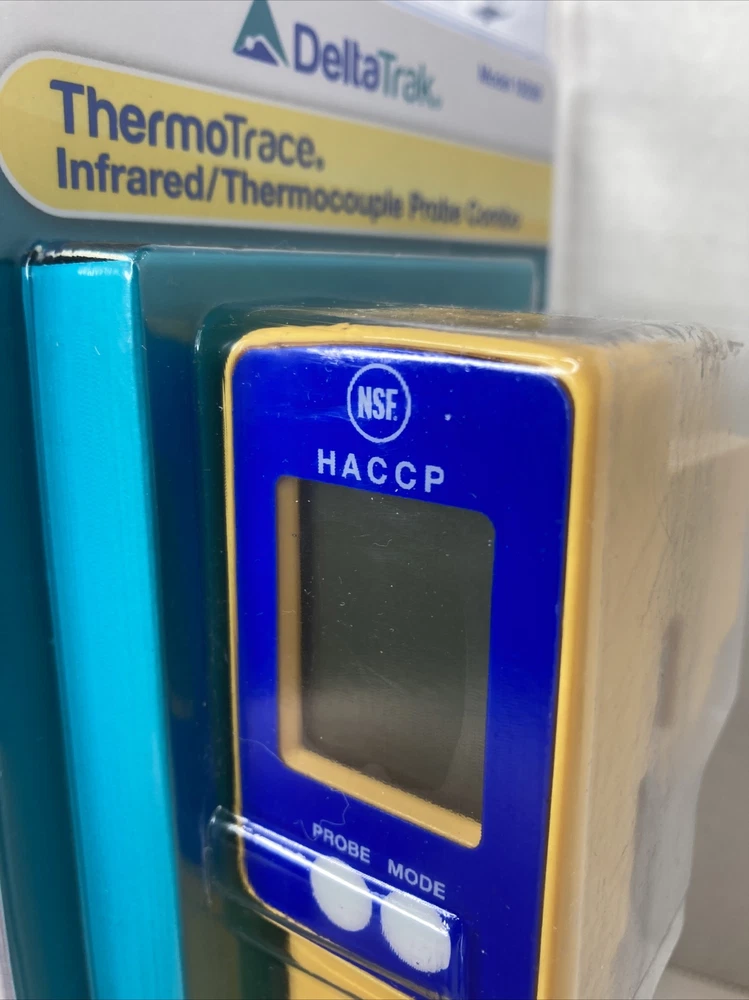 DeltaTrak®
ThermoTrace®
Infrared/Thermocouple Probe Combo
NSF®
HACCP
PROBE MODE